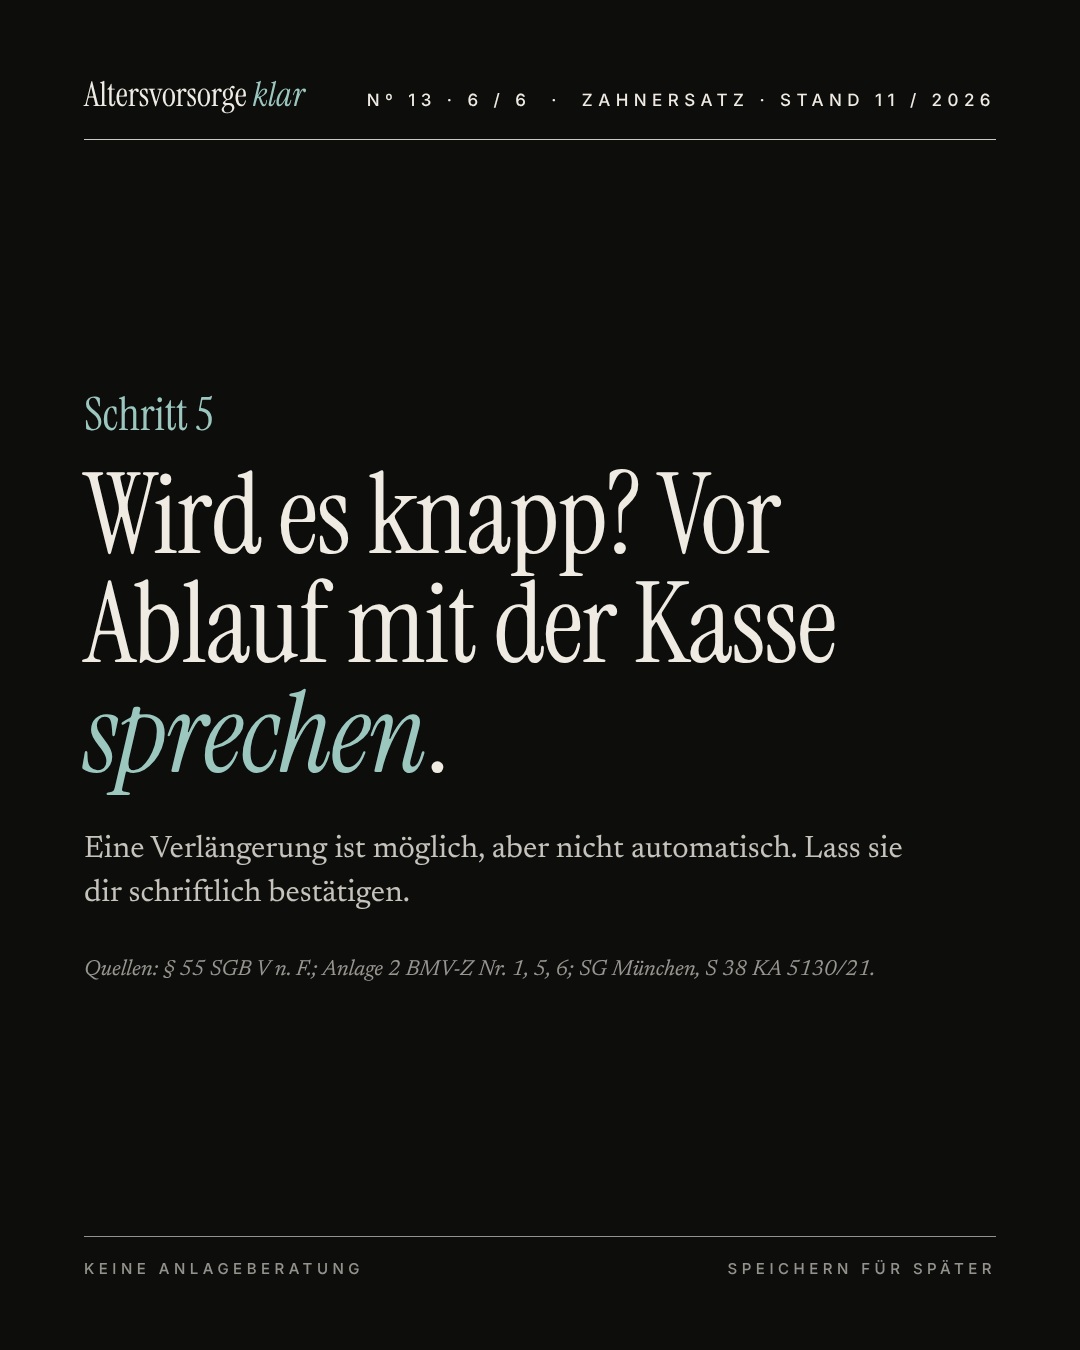 Altersvorsorge klar
Nº 13 · 6 / 6 · ZAHNERSATZ · STAND 11 / 2026
Schritt 5
Wird es knapp? Vor
Ablauf mit der Kasse
sprechen.
Eine Verlängerung ist möglich, aber nicht automatisch. Lass sie
dir schriftlich bestätigen.
Quellen: § 55 SGB V n. F.; Anlage 2 BMV-Z Nr. 1, 5, 6; SG München, S 38 KA 5130/21.
KEINE ANLAGEBERATUNG
SPEICHERN FÜR SPÄTER